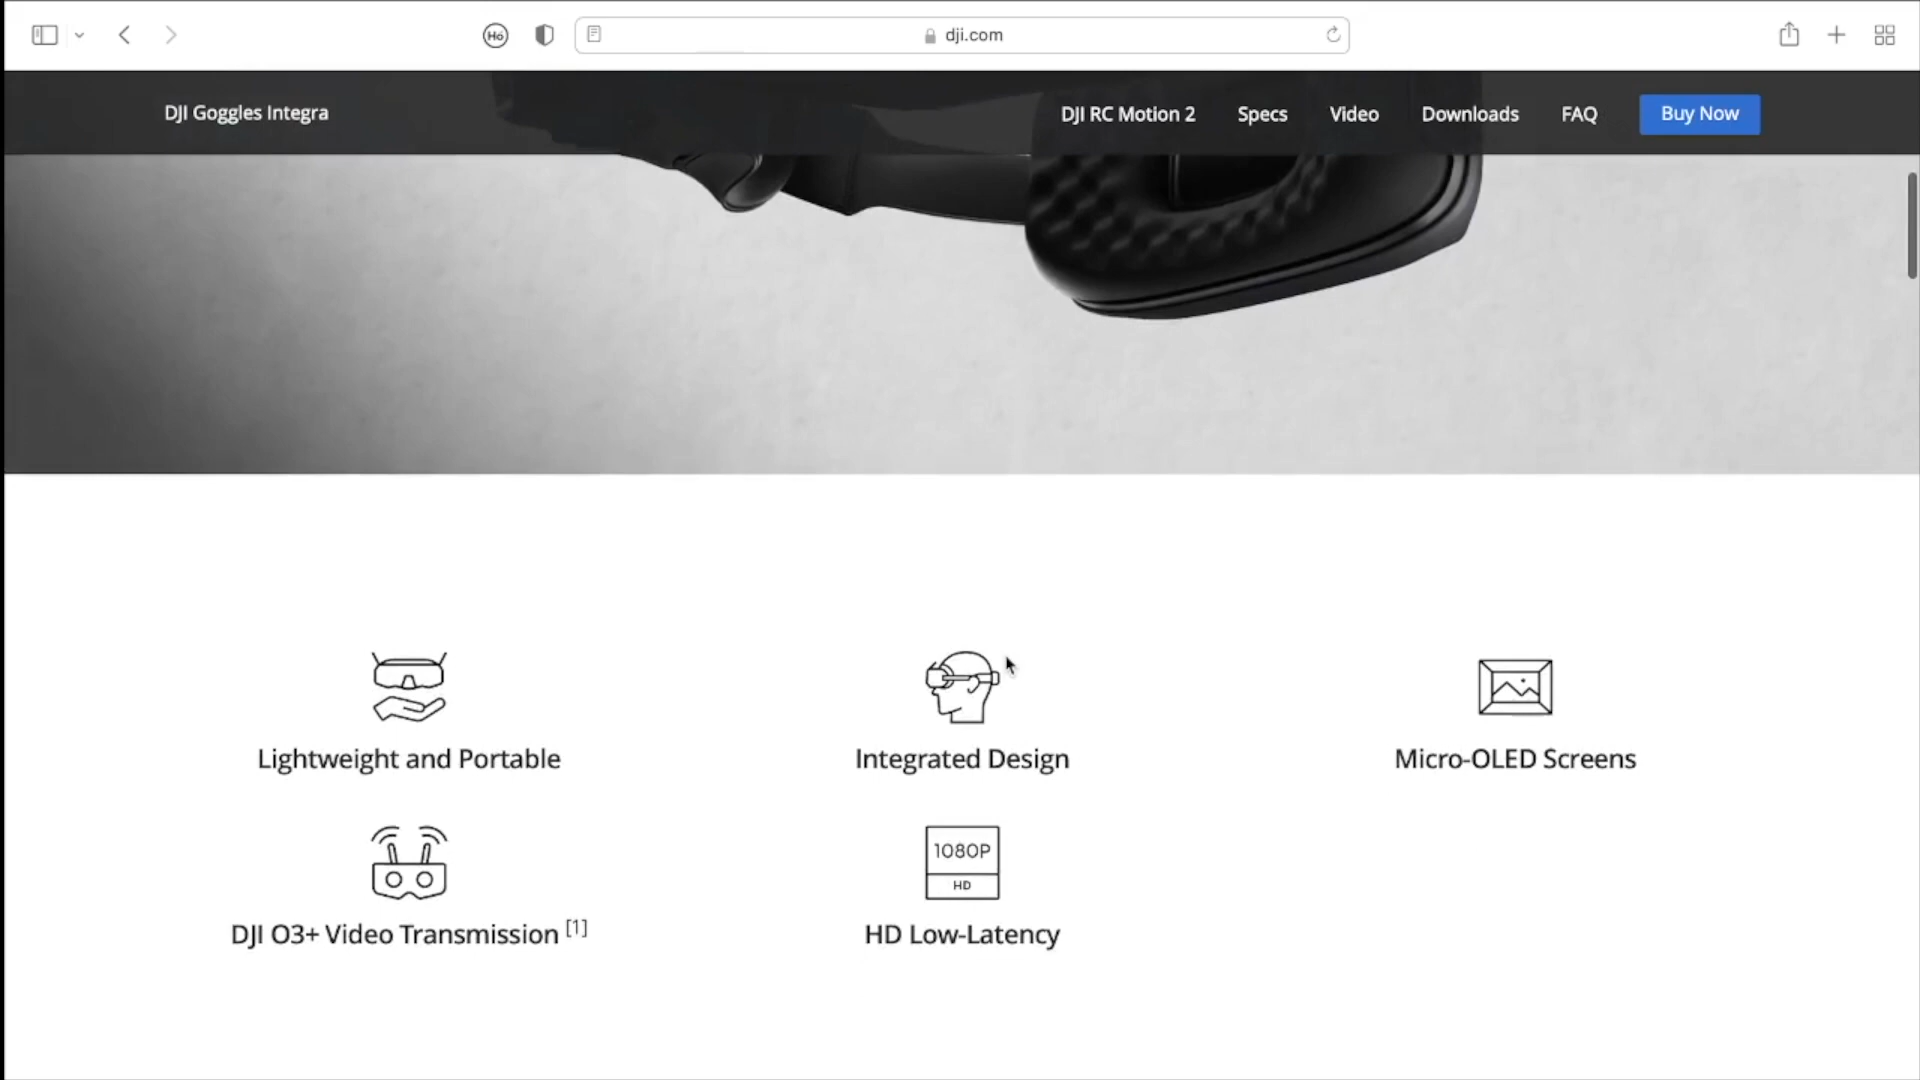 Hó
dji.com
DJI Goggles Integra
DJI RC Motion 2
Specs
Video
Downloads
FAQ
Buy Now
Lightweight and Portable
Integrated Design
Micro-OLED Screens
1080P
HD
DJI O3+ Video Transmission [1]
HD Low-Latency